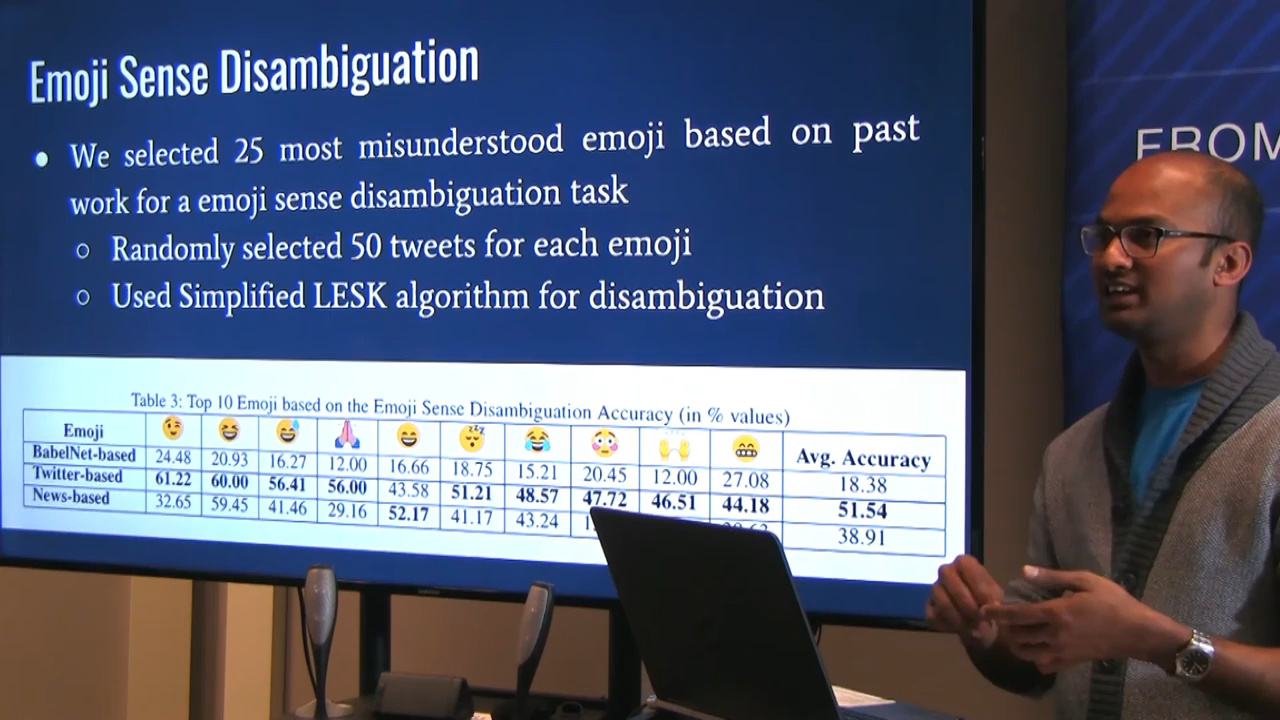 Emoji Sense Disambiguation
FROM
● We selected 25 most misunderstood emoji based on past
work for a emoji sense disambiguation task
○ Randomly selected 50 tweets for each emoji
○ Used Simplified LESK algorithm for disambiguation
Table 3: Top 10 Emoji based on the Emoji Sense Disambiguation Accuracy (in % values)
Emoji 😉 😆 😅 🙏 😄 😴 😂 😳 🙌 😁 Avg. Accuracy
BabelNet-based 24.48 20.93 16.27 12.00 16.66 18.75 15.21 20.45 12.00 27.08 18.38
Twitter-based 61.22 60.00 56.41 56.00 43.58 51.21 48.57 47.72 46.51 44.18 51.54
News-based 32.65 59.45 41.46 29.16 52.17 41.17 43.24 38.91